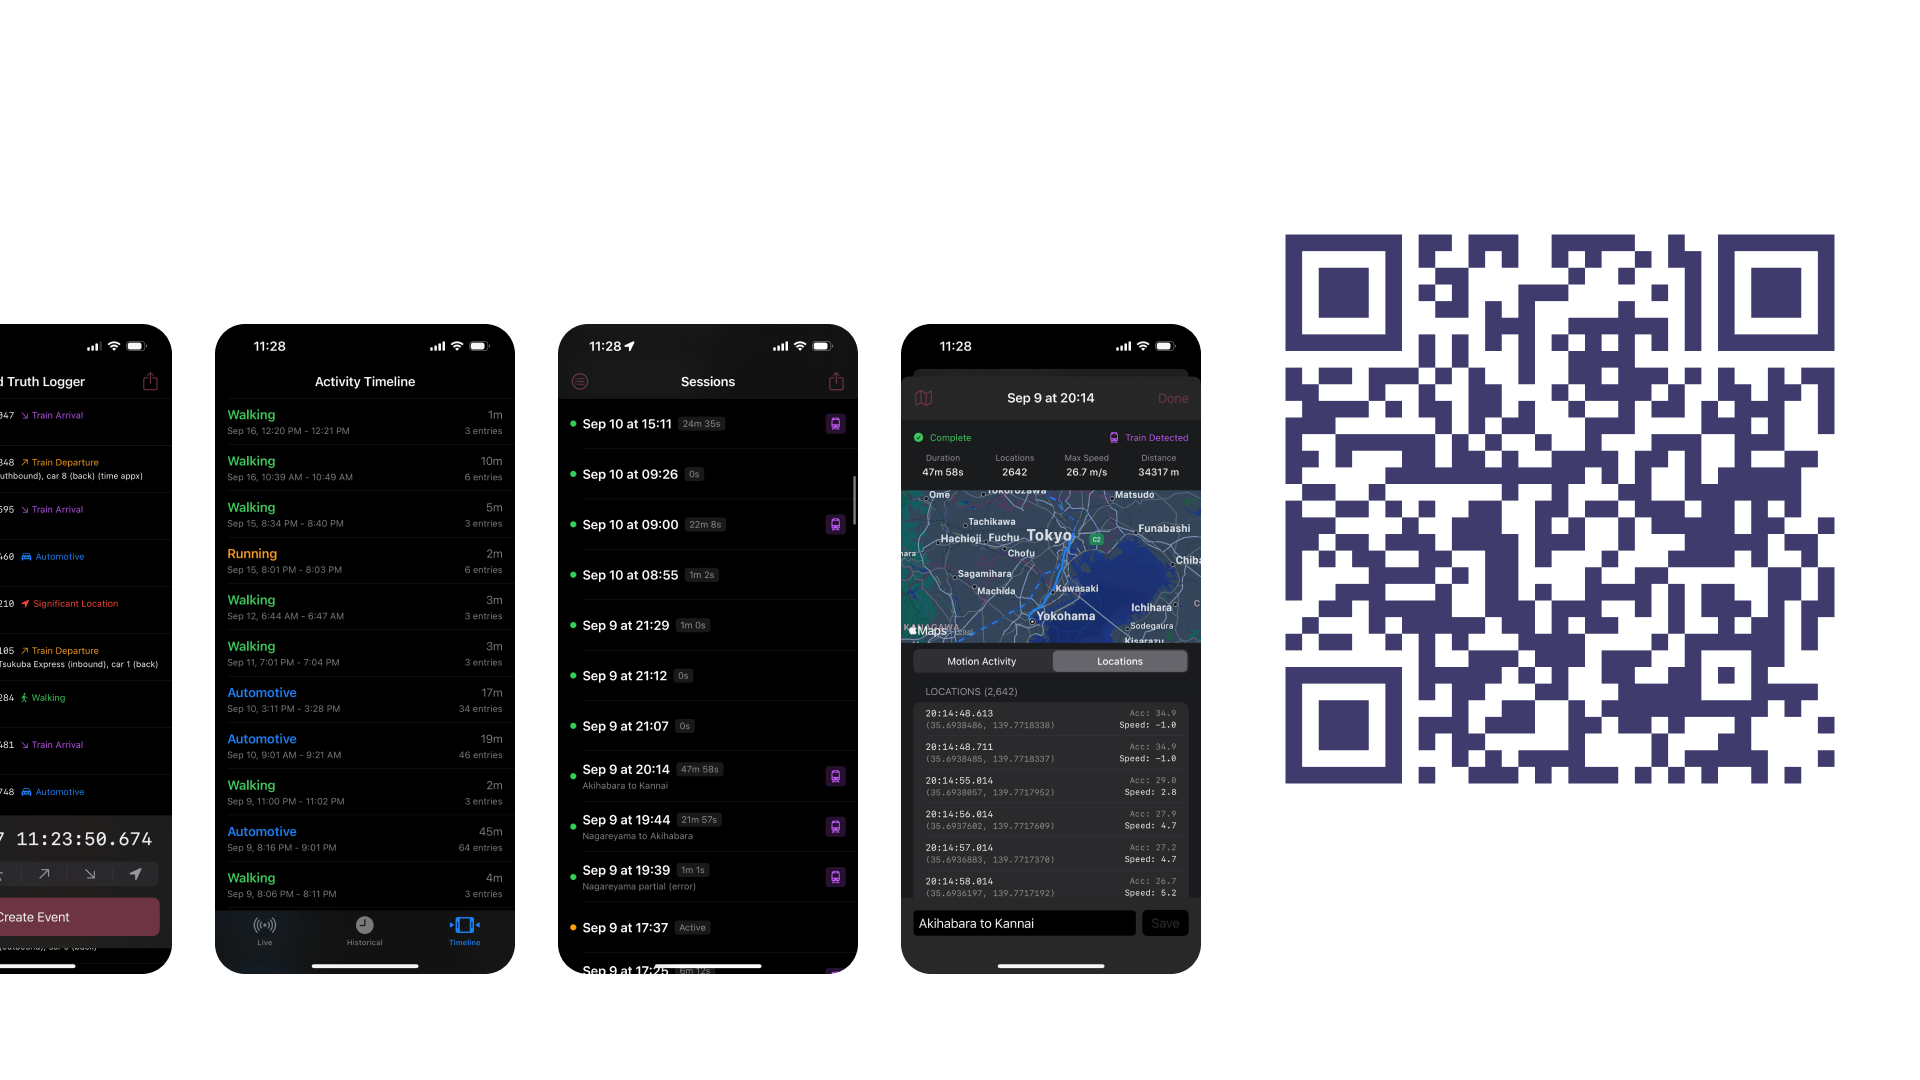 d Truth Logger
047 Train Arrival
348 Train Departure
uthbound), car 8 (back) (time appx)
595 Train Arrival
460 Automotive
210 Significant Location
105 Train Departure
Tsukuba Express (inbound), car 1 (back)
284 Walking
481 Train Arrival
748 Automotive
7 11:23:50.674
Create Event
11:28
Activity Timeline
Walking 1m
Sep 16, 12:20 PM - 12:21 PM 3 entries
Walking 10m
Sep 16, 10:39 AM - 10:49 AM 6 entries
Walking 5m
Sep 15, 8:34 PM - 8:40 PM 3 entries
Running 2m
Sep 15, 8:01 PM - 8:03 PM 6 entries
Walking 3m
Sep 12, 6:44 AM - 6:47 AM 3 entries
Walking 3m
Sep 11, 7:01 PM - 7:04 PM 3 entries
Automotive 17m
Sep 10, 3:11 PM - 3:28 PM 34 entries
Automotive 19m
Sep 10, 9:01 AM - 9:21 AM 46 entries
Walking 2m
Sep 9, 11:00 PM - 11:02 PM 3 entries
Automotive 45m
Sep 9, 8:16 PM - 9:01 PM 64 entries
Walking 4m
Sep 9, 8:06 PM - 8:11 PM 3 entries
Live Historical Timeline
11:28
Sessions
Sep 10 at 15:11 24m 35s
Sep 10 at 09:26 0s
Sep 10 at 09:00 22m 8s
Sep 10 at 08:55 1m 2s
Sep 9 at 21:29 1m 0s
Sep 9 at 21:12 0s
Sep 9 at 21:07 0s
Sep 9 at 20:14 47m 58s
Akihabara to Kannai
Sep 9 at 19:44 21m 57s
Nagareyama to Akihabara
Sep 9 at 19:39 1m 1s
Nagareyama partial (error)
Sep 9 at 17:37 Active
Sep 9 at 17:25 6m 12s
11:28
Sep 9 at 20:14 Done
Complete Train Detected
Duration Locations Max Speed Distance
47m 58s 2642 26.7 m/s 34317 m
Ome Tokorozawa Matsudo
Tachikawa Funabashi
Hachioji Fuchu Tokyo C2
hara Chofu Chiba
Sagamihara
Machida Kawasaki
Ichihara C
Yokohama
KANAGAWA Sodegaura
Maps Legal Kisarazu
Motion Activity Locations
LOCATIONS (2,642)
20:14:48.613 Acc: 34.9
(35.6938486, 139.7718338) Speed: -1.0
20:14:48.711 Acc: 34.9
(35.6938485, 139.7718337) Speed: -1.0
20:14:55.014 Acc: 29.0
(35.6938057, 139.7717952) Speed: 2.8
20:14:56.014 Acc: 27.9
(35.6937602, 139.7717609) Speed: 4.7
20:14:57.014 Acc: 27.2
(35.6936883, 139.7717370) Speed: 4.7
20:14:58.014 Acc: 26.7
(35.6936197, 139.7717192) Speed: 5.2
Akihabara to Kannai Save